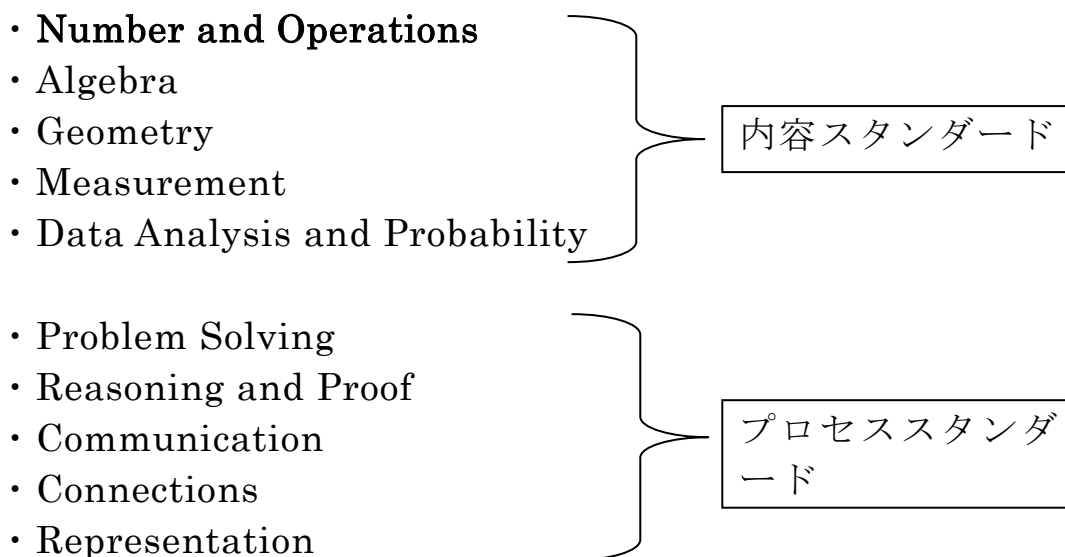 ・Number and Operations
・Algebra
・Geometry
・Measurement
・Data Analysis and Probability
内容スタンダード
・Problem Solving
・Reasoning and Proof
・Communication
・Connections
・Representation
プロセススタンダ
ード